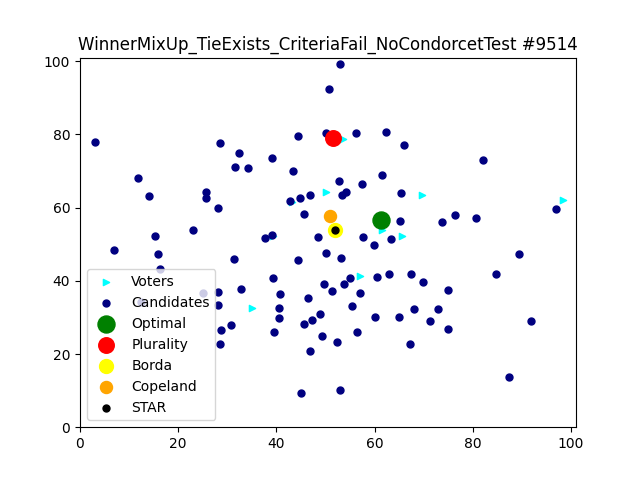 WinnerMixUp_TieExists_CriteriaFail_NoCondorcetTest #9514
100
80
60
40
20
0
Voters
Candidates
Optimal
Plurality
Borda
Copeland
STAR
0 20 40 60 80 100